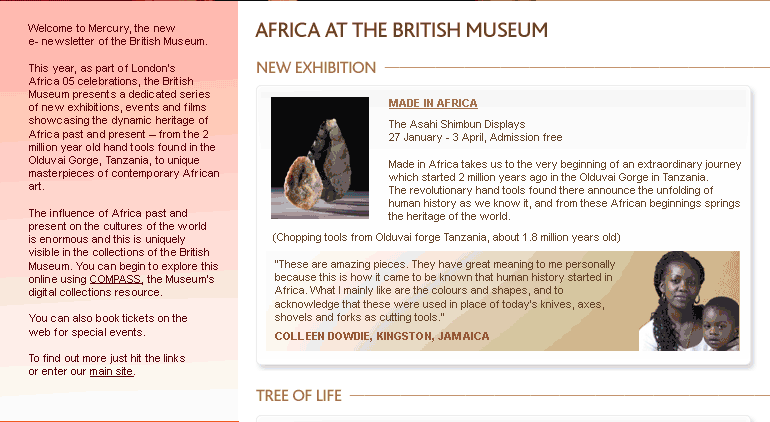 Welcome to Mercury, the new
e- newsletter of the British Museum.
This year, as part of London's
Africa 05 celebrations, the British
Museum presents a dedicated series
of new exhibitions, events and films
showcasing the dynamic heritage of
Africa past and present – from the 2
million year old hand tools found in the
Olduvai Gorge, Tanzania, to unique
masterpieces of contemporary African
art.
The influence of Africa past and
present on the cultures of the world
is enormous and this is uniquely
visible in the collections of the British
Museum. You can begin to explore this
online using COMPASS, the Museum's
digital collections resource.
You can also book tickets on the
web for special events.
To find out more just hit the links
or enter our main site.
AFRICA AT THE BRITISH MUSEUM
NEW EXHIBITION
MADE IN AFRICA
The Asahi Shimbun Displays
27 January - 3 April, Admission free
Made in Africa takes us to the very beginning of an extraordinary journey
which started 2 million years ago in the Olduvai Gorge in Tanzania.
The revolutionary hand tools found there announce the unfolding of
human history as we know it, and from these African beginnings springs
the heritage of the world.
(Chopping tools from Olduvai forge Tanzania, about 1.8 million years old)
"These are amazing pieces. They have great meaning to me personally
because this is how it came to be known that human history started in
Africa. What I mainly like are the colours and shapes, and to
acknowledge that these were used in place of today's knives, axes,
shovels and forks as cutting tools."
COLLEEN DOWDIE, KINGSTON, JAMAICA
TREE OF LIFE